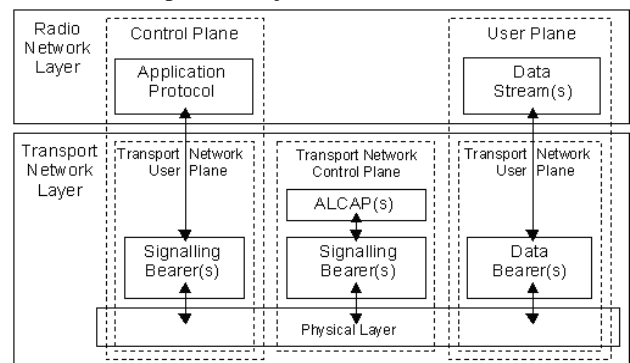 Radio
Network
Layer
Control Plane
User Plane
Application
Protocol
Data
Stream(s)
Transport
Network
Layer
Transport Network
User Plane
Transport Network
Control Plane
Transport Network
User Plane
ALCAP(s)
Signalling
Bearer(s)
Signalling
Bearer(s)
Data
Bearer(s)
Physical Layer